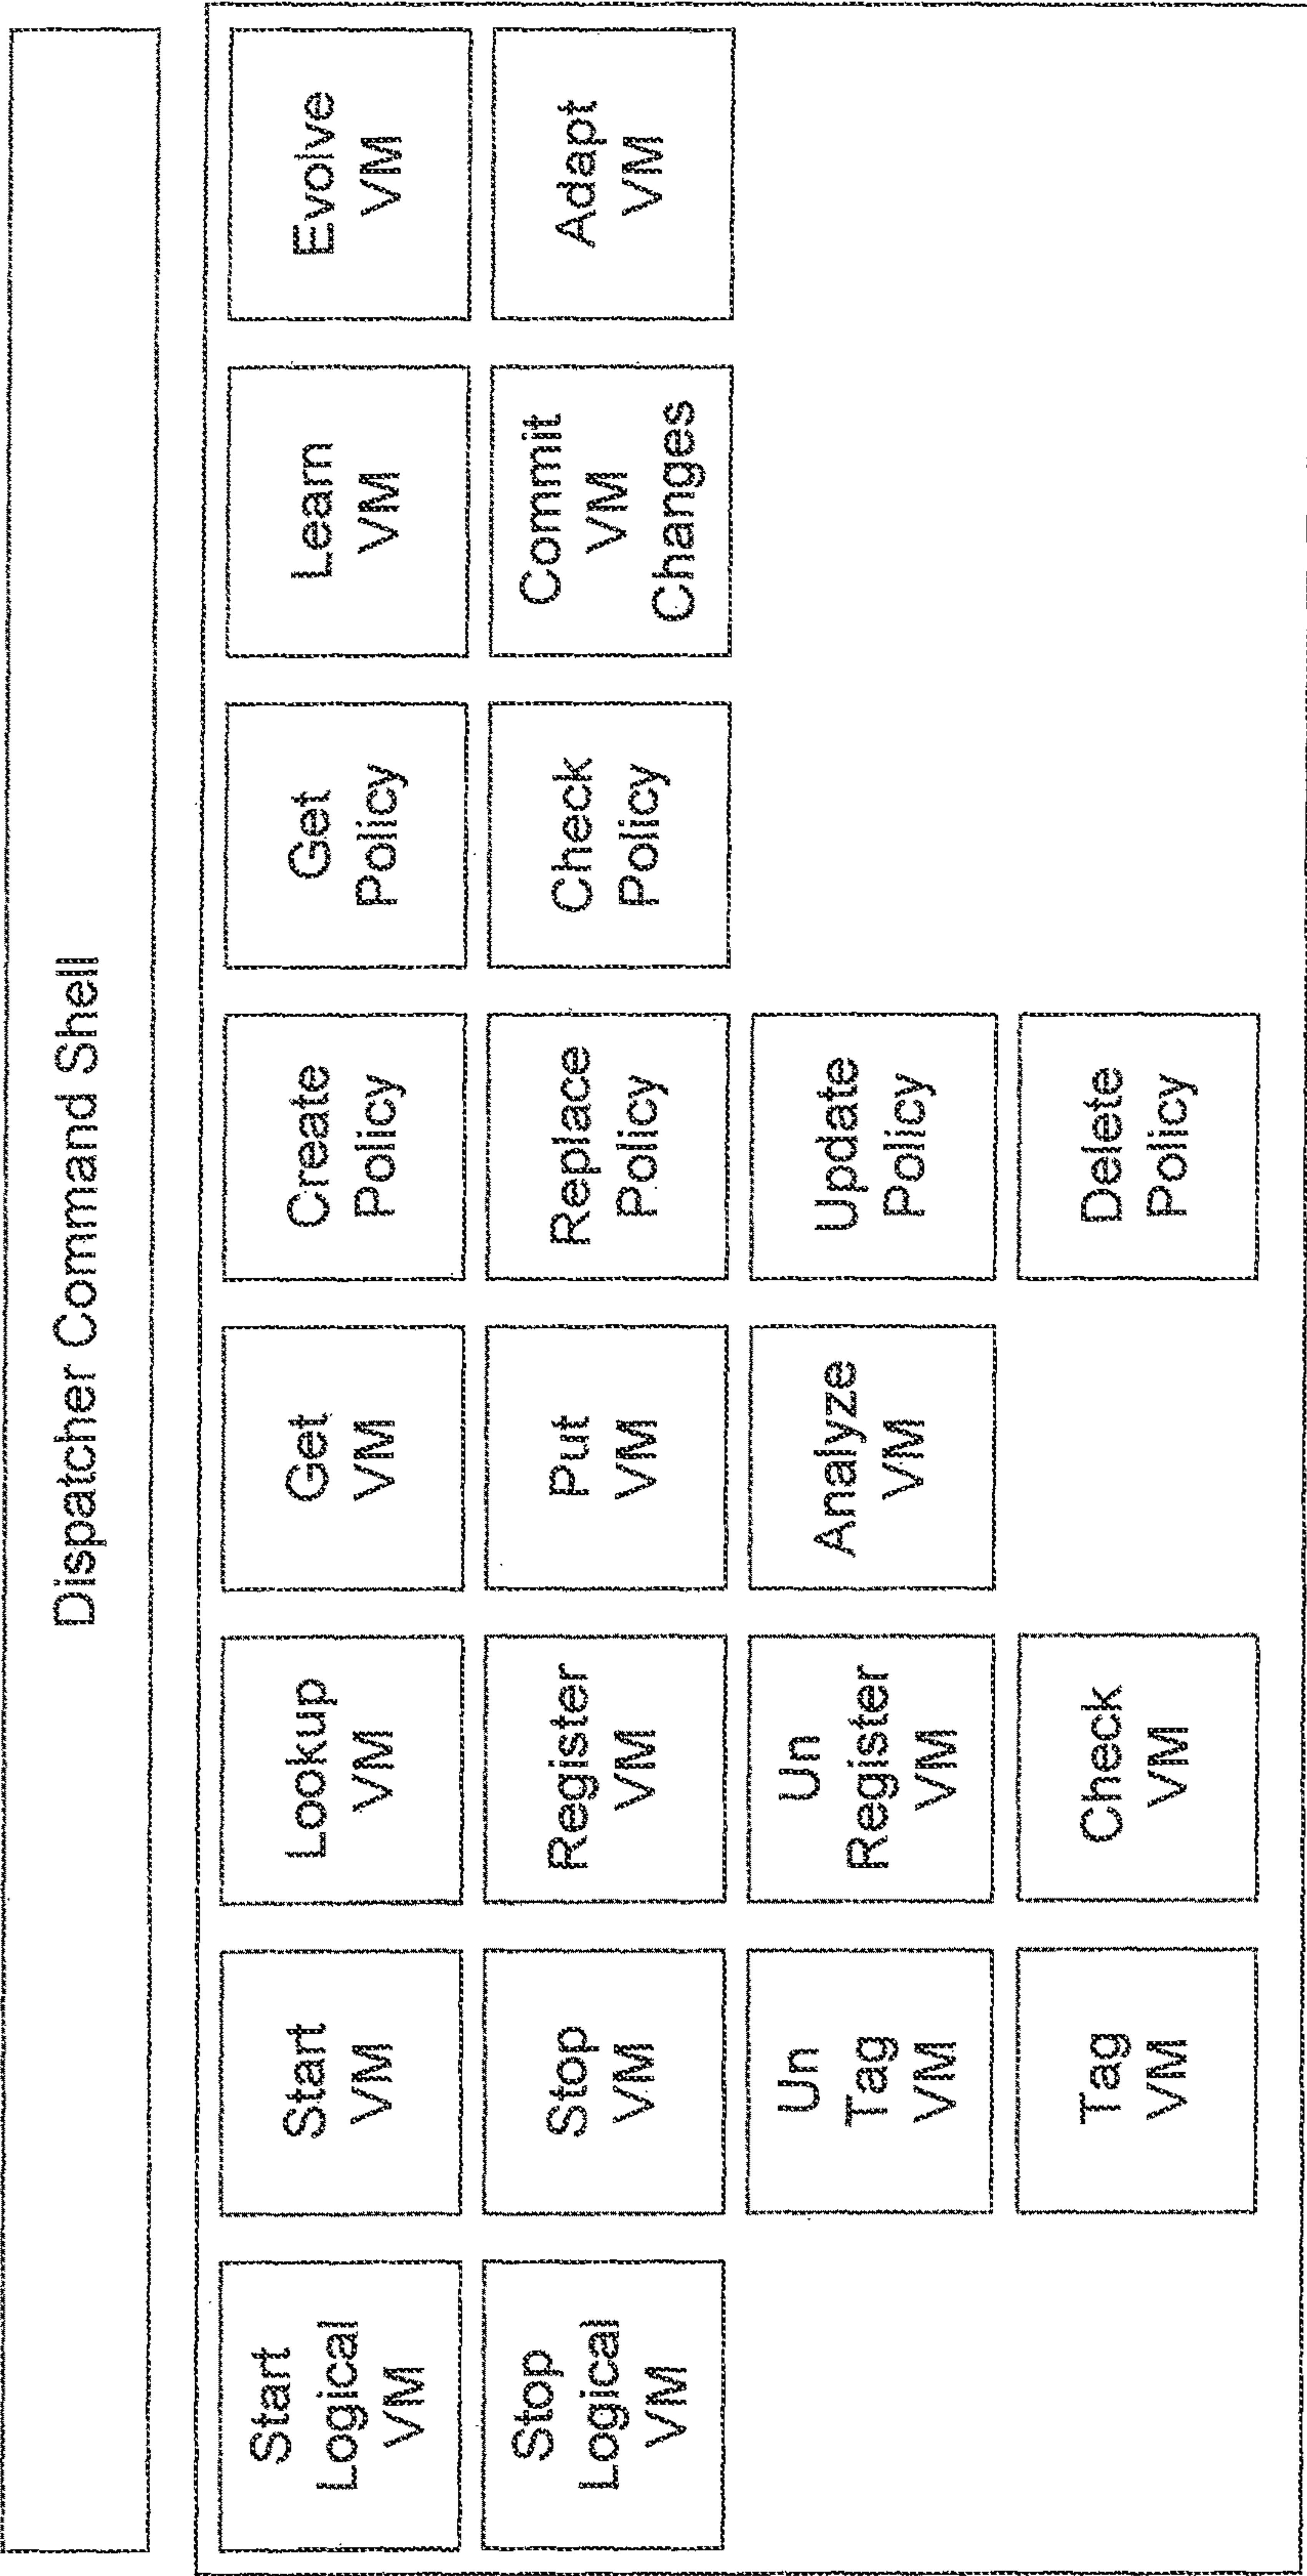 Dispatcher Command Shell
Start
Logical
VM
Start
VM
Lookup
VM
Get
VM
Create
Policy
Get
Policy
Learn
VM
Evolve
VM
Stop
Logical
VM
Stop
VM
Register
VM
Put
VM
Replace
Policy
Check
Policy
Commit
VM
Changes
Adapt
VM
Un
Tag
VM
Un
Register
VM
Analyze
VM
Update
Policy
Tag
VM
Check
VM
Delete
Policy